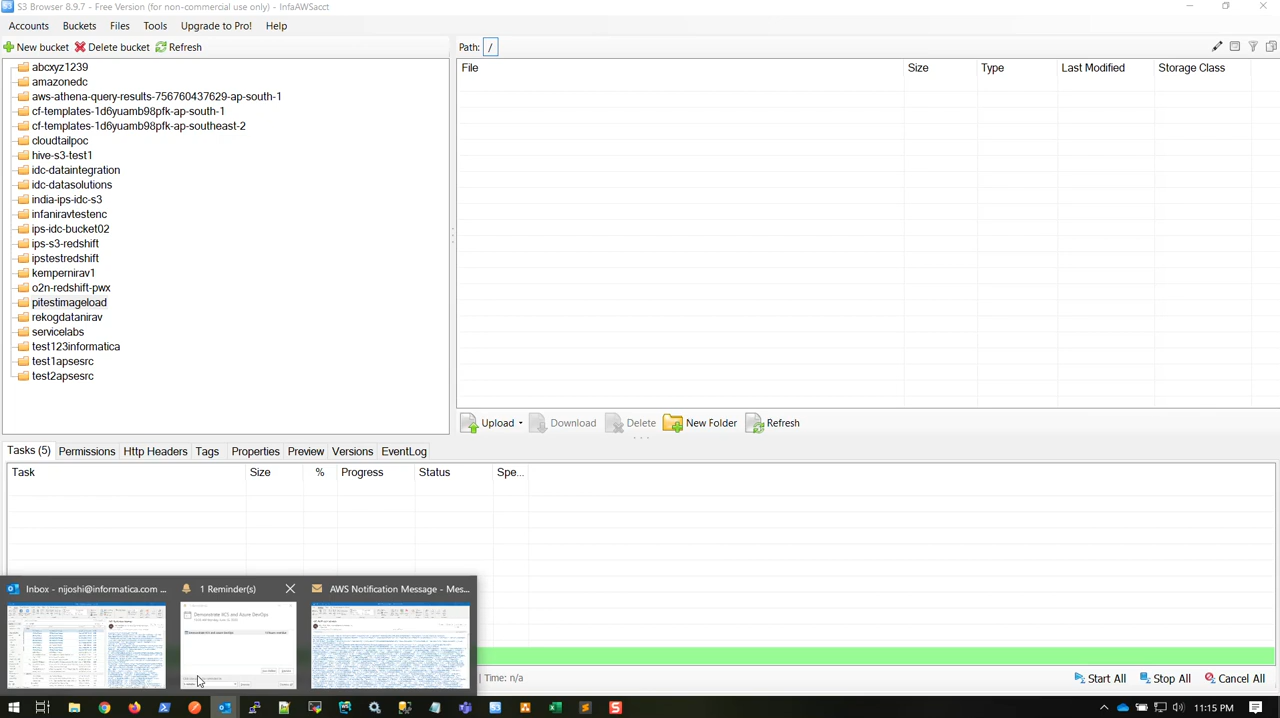 S3 Browser 8.9.7 - Free Version (for non-commercial use only) - InfaAWSacct
Accounts Buckets Files Tools Upgrade to Pro! Help
New bucket Delete bucket Refresh
Path: /
File Size Type Last Modified Storage Class
abcxyz1239
amazonedc
aws-athena-query-results-756760437629-ap-south-1
cf-templates-1d6yuamb98pfk-ap-south-1
cf-templates-1d6yuamb98pfk-ap-southeast-2
cloudtailpoc
hive-s3-test1
idc-dataintegration
idc-datasolutions
india-ips-idc-s3
infaniravtestenc
ips-idc-bucket02
ips-s3-redshift
ipstestredshift
kempernirav1
o2n-redshift-pwx
pitestimageload
rekogdatanirav
servicelabs
test123informatica
test1apsesrc
test2apsesrc
Upload Download Delete New Folder Refresh
Tasks (5) Permissions Http Headers Tags Properties Preview Versions EventLog
Task Size % Progress Status Spe...
Inbox - nijoshi@informatica.com ... 1 Reminder(s) AWS Notification Message - Mes...
Demonstrate IICS and Azure DevOps
Time: n/a
Start All Stop All Cancel All
11:15 PM